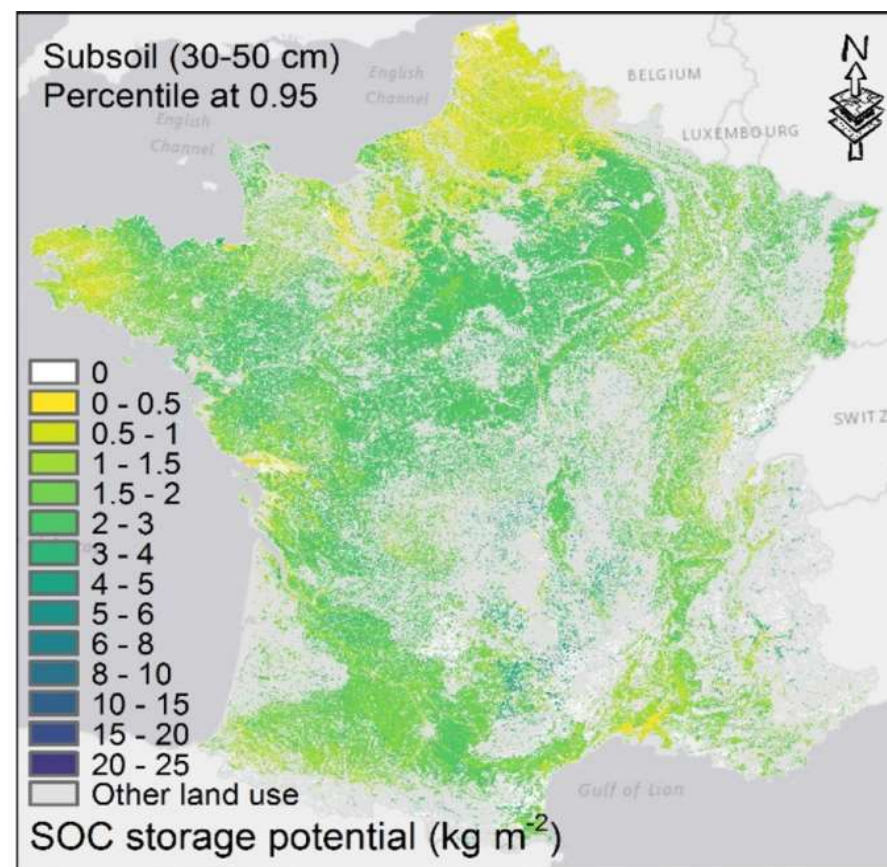 Subsoil (30-50 cm)
Percentile at 0.95
N
English
Channel
BELGIUM
English
Channel
LUXEMBOURG
0
0 - 0.5
0.5 - 1
SWITZ
1 - 1.5
1.5 - 2
2 - 3
3 - 4
4 - 5
5 - 6
6 - 8
8 - 10
10 - 15
15 - 20
20 - 25
Other land use
Gulf of Lion
SOC storage potential (kg m⁻²)